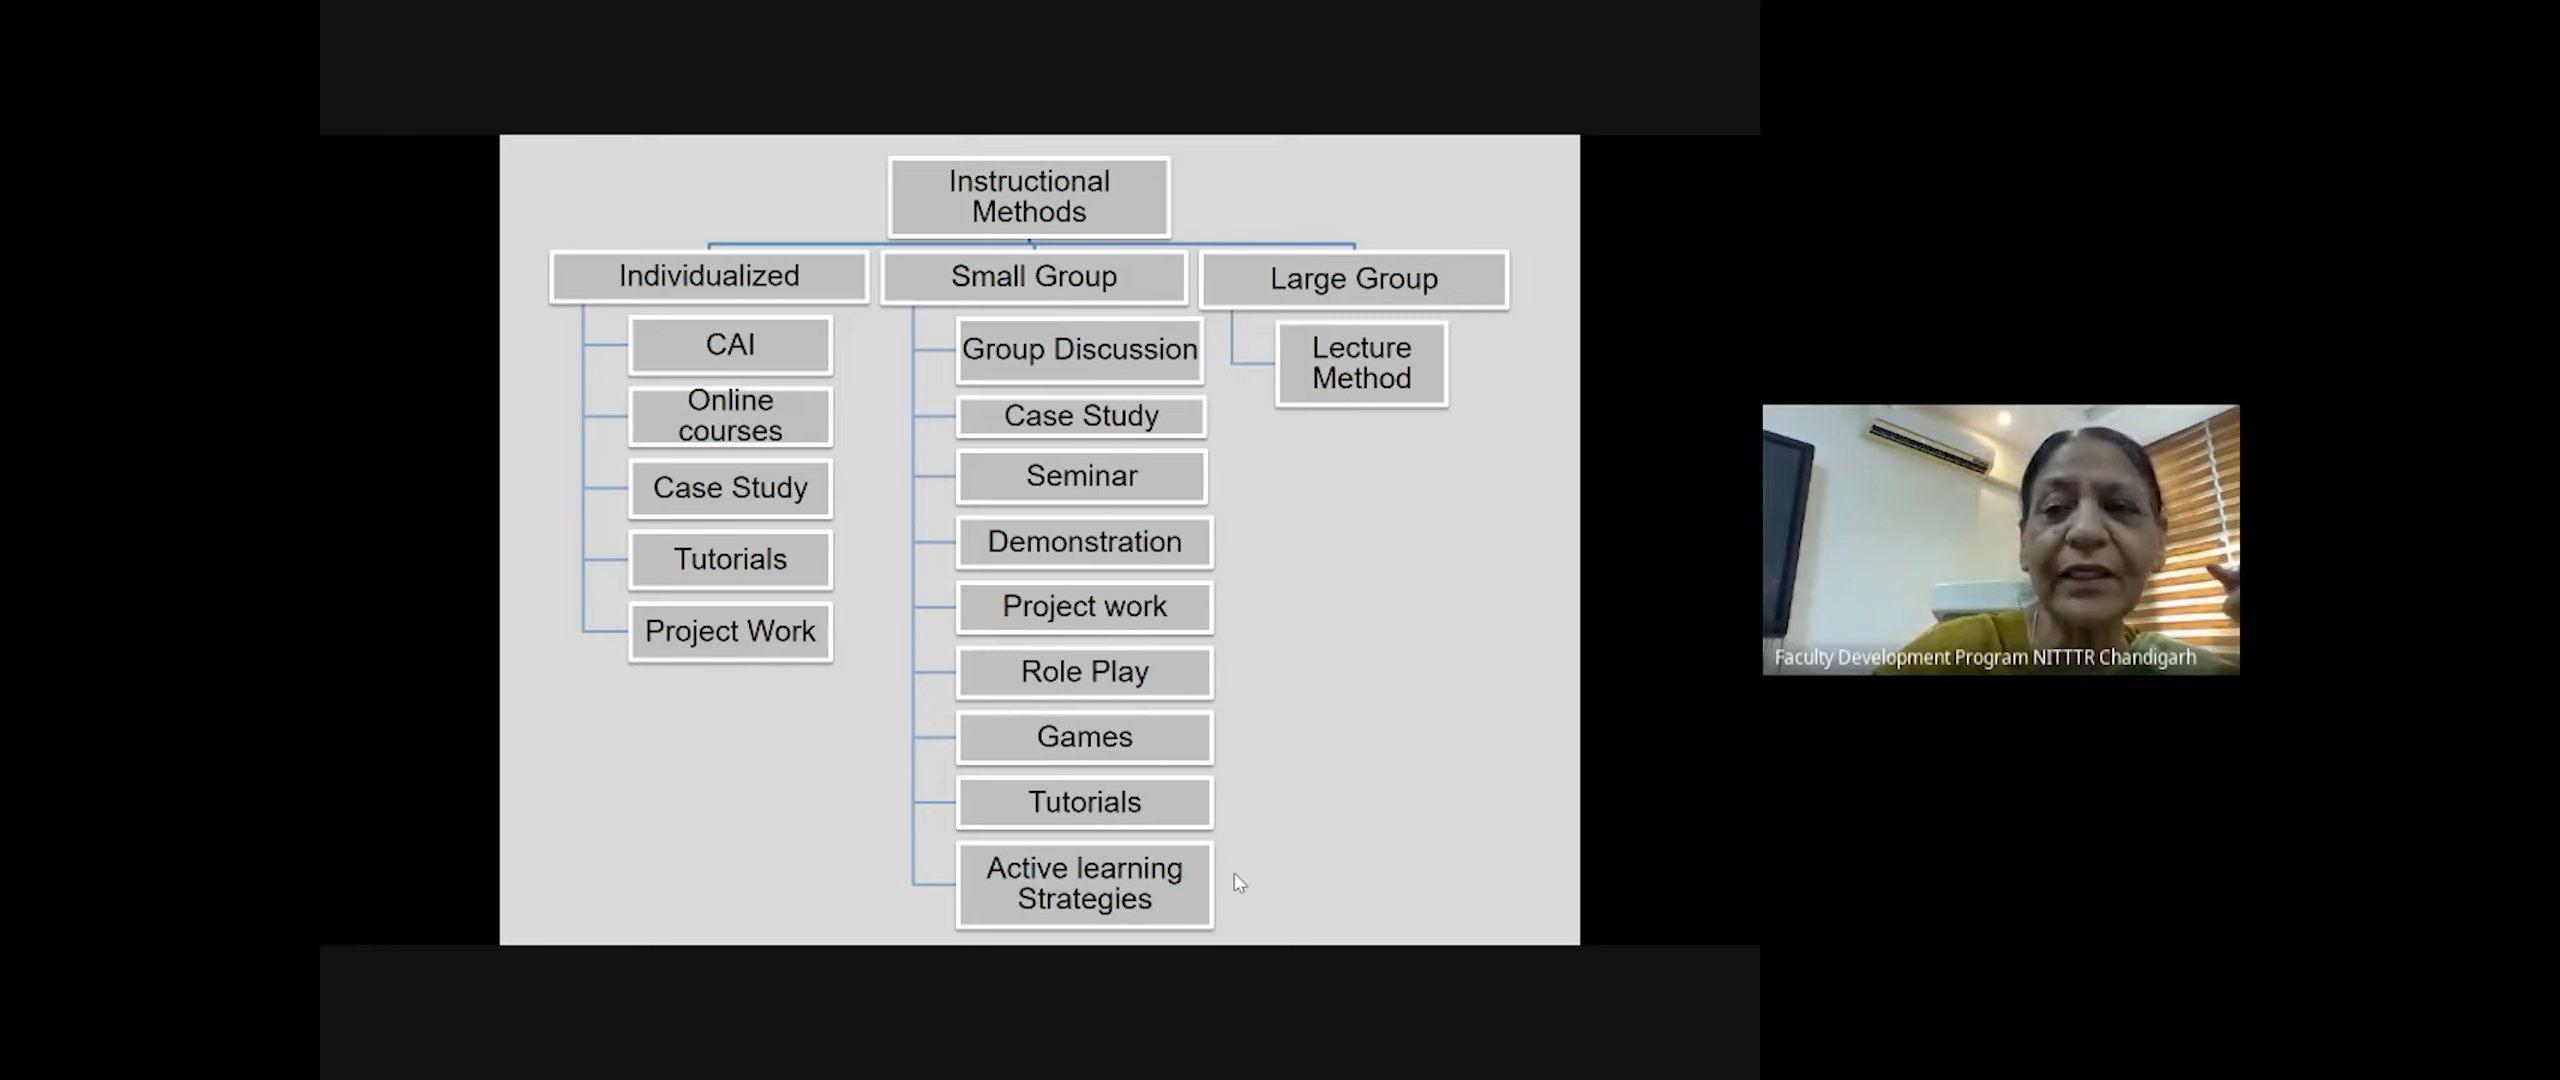 Instructional
Methods
Individualized
CAI
Online
courses
Case Study
Tutorials
Project Work
Small Group
Group Discussion
Case Study
Seminar
Demonstration
Project work
Role Play
Games
Tutorials
Active learning
Strategies
Large Group
Lecture
Method
Faculty Development Program NITTTR Chandigarh